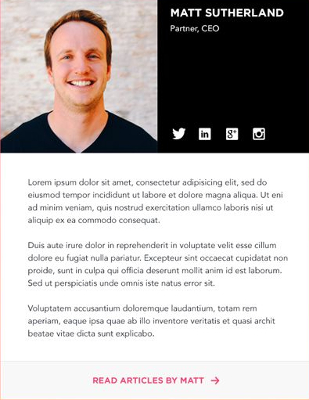 MATT SUTHERLAND
Partner, CEO
Lorem ipsum dolor sit amet, consectetur adipisicing elit, sed do
eiusmod tempor incididunt ut labore et dolore magna aliqua. Ut eni
ad minim veniam, quis nostrud exercitation ullamco laboris nisi ut
aliquip ex ea commodo consequat.
Duis aute irure dolor in reprehenderit in voluptate velit esse cillum
dolore eu fugiat nulla pariatur. Excepteur sint occaecat cupidatat non
proide, sunt in culpa qui officia deserunt mollit anim id est laborum.
Sed ut perspiciatis unde omnis iste natus error sit.
Voluptatem accusantium doloremque laudantium, totam rem
aperiam, eaque ipsa quae ab illo inventore veritatis et quasi archit
beatae vitae dicta sunt explicabo.
READ ARTICLES BY MATT